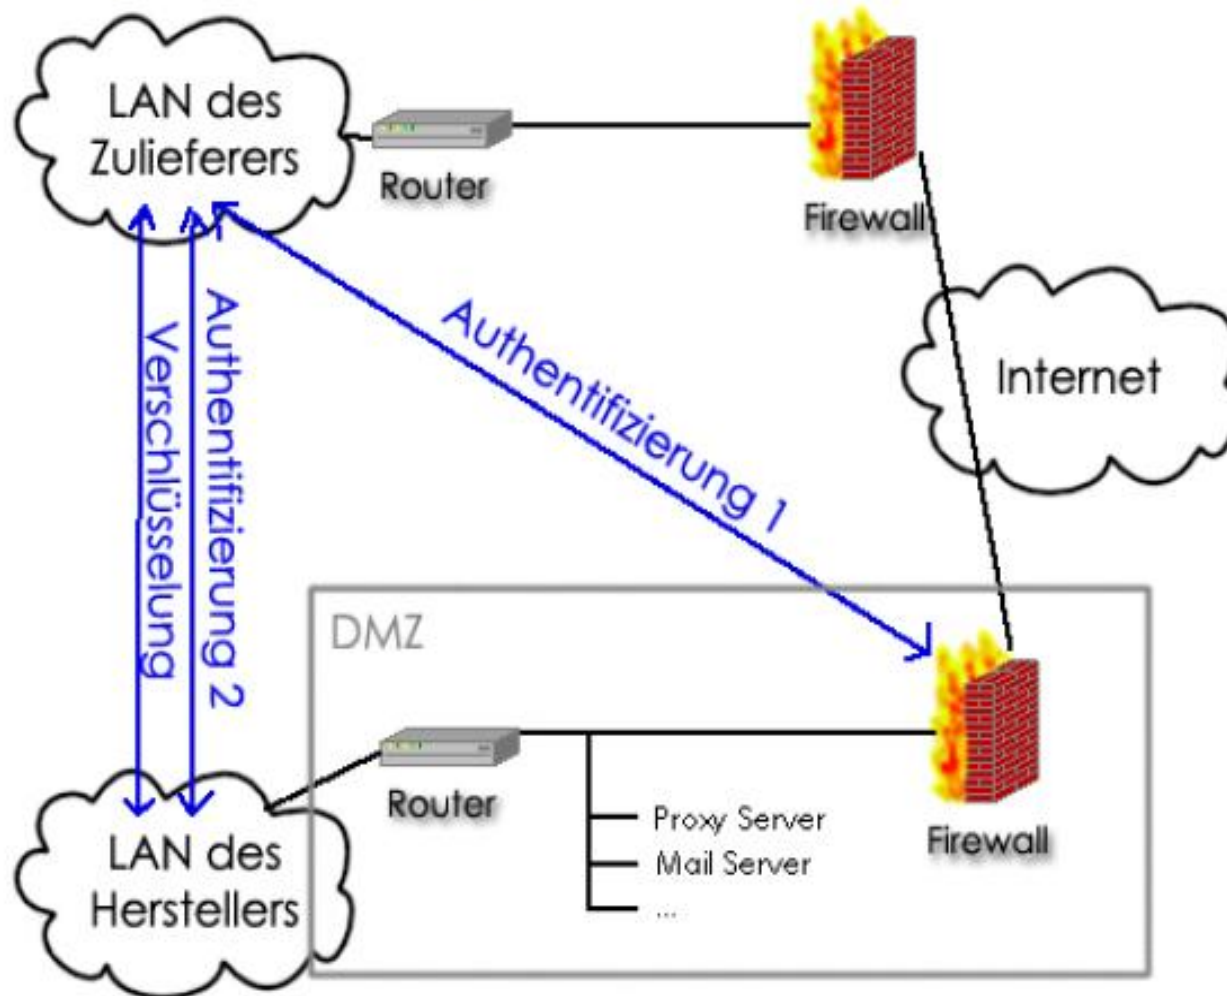 LAN des
Zulieferers
Router
Firewall
Internet
Authentifizierung 1
Authentifizierung 2
Verschlüsselung
DMZ
Router
Proxy Server
Mail Server
...
Firewall
LAN des
Herstellers